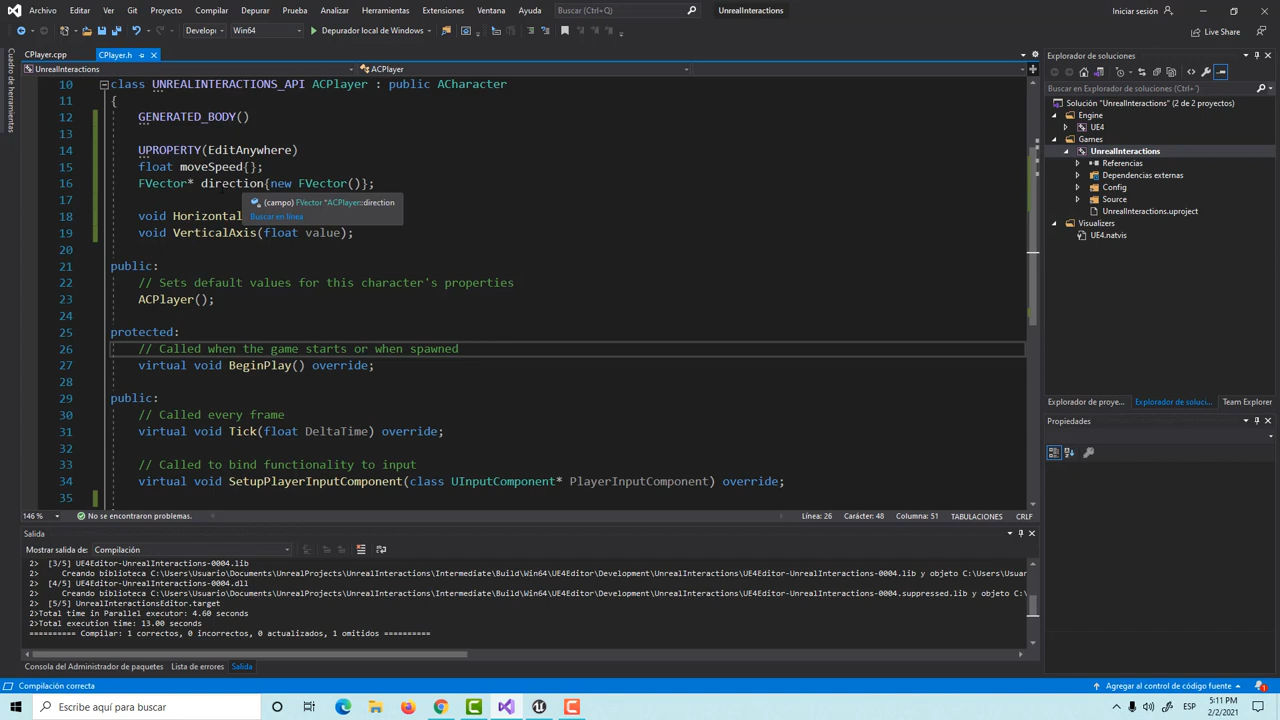 Archivo Editar Ver Git Proyecto Compilar Depurar Prueba Analizar Herramientas Extensiones Ventana Ayuda Buscar (Ctrl+Q) UnrealInteractions Iniciar sesión
Develop Win64 Depurador local de Windows Live Share
Cuadro de herramientas
CPlayer.cpp CPlayer.h
UnrealInteractions ACPlayer
10 class UNREALINTERACTIONS_API ACPlayer : public ACharacter
11 {
12 GENERATED_BODY()
13
14 UPROPERTY(EditAnywhere)
15 float moveSpeed{};
16 FVector* direction{new FVector()};
17
(campo) FVector *ACPlayer::direction
Buscar en línea
18 void Horizontal
19 void VerticalAxis(float value);
20
21 public:
22 // Sets default values for this character's properties
23 ACPlayer();
24
25 protected:
26 // Called when the game starts or when spawned
27 virtual void BeginPlay() override;
28
29 public:
30 // Called every frame
31 virtual void Tick(float DeltaTime) override;
32
33 // Called to bind functionality to input
34 virtual void SetupPlayerInputComponent(class UInputComponent* PlayerInputComponent) override;
35
146 % No se encontraron problemas. Línea: 26 Carácter: 48 Columna: 51 TABULACIONES CRLF
Salida
Mostrar salida de: Compilación
2> [3/5] UE4Editor-UnrealInteractions-0004.lib
2> Creando biblioteca C:\Users\Usuario\Documents\UnrealProjects\UnrealInteractions\Intermediate\Build\Win64\UE4Editor\Development\UnrealInteractions\UE4Editor-UnrealInteractions-0004.lib y objeto C:\Users\Usua
2> [4/5] UE4Editor-UnrealInteractions-0004.dll
2> Creando biblioteca C:\Users\Usuario\Documents\UnrealProjects\UnrealInteractions\Intermediate\Build\Win64\UE4Editor\Development\UnrealInteractions\UE4Editor-UnrealInteractions-0004.suppressed.lib y objeto C:\
2> [5/5] UnrealInteractionsEditor.target
2>Total time in Parallel executor: 4.60 seconds
2>Total execution time: 13.00 seconds
========== Compilar: 1 correctos, 0 incorrectos, 0 actualizados, 1 omitidos ==========
Consola del Administrador de paquetes Lista de errores Salida
Explorador de soluciones
Buscar en Explorador de soluciones (Ctrl+')
Solución "UnrealInteractions" (2 de 2 proyectos)
Engine
UE4
Games
UnrealInteractions
Referencias
Dependencias externas
Config
Source
UnrealInteractions.uproject
Visualizers
UE4.natvis
Explorador de proye... Explorador de soluci... Team Explorer
Propiedades
Compilación correcta Agregar al control de código fuente 1
Escribe aquí para buscar ESP 5:11 PM
2/2/2021